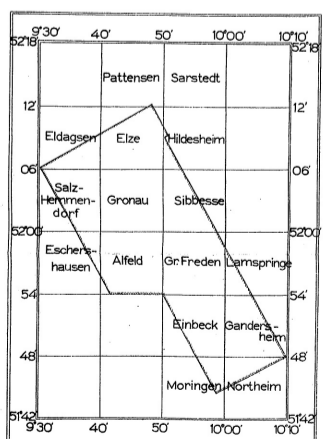 9°30' 40' 50' 10°00' 10°10'
52°18' 52°18'
Pattensen Sarstedt
12' 12'
Eldagsen Elze Hildesheim
06' 06'
Salz-
Hemmen-
dorf Gronau Sibbesse
52°00' 52°00'
Eschers-
hausen Alfeld Gr.Freden Lamspringe
54 54'
Einbeck Ganders-
heim
48' 48'
Moringen Northeim
51°42' 51°42'
9°30' 40' 50' 10°00' 10°10'